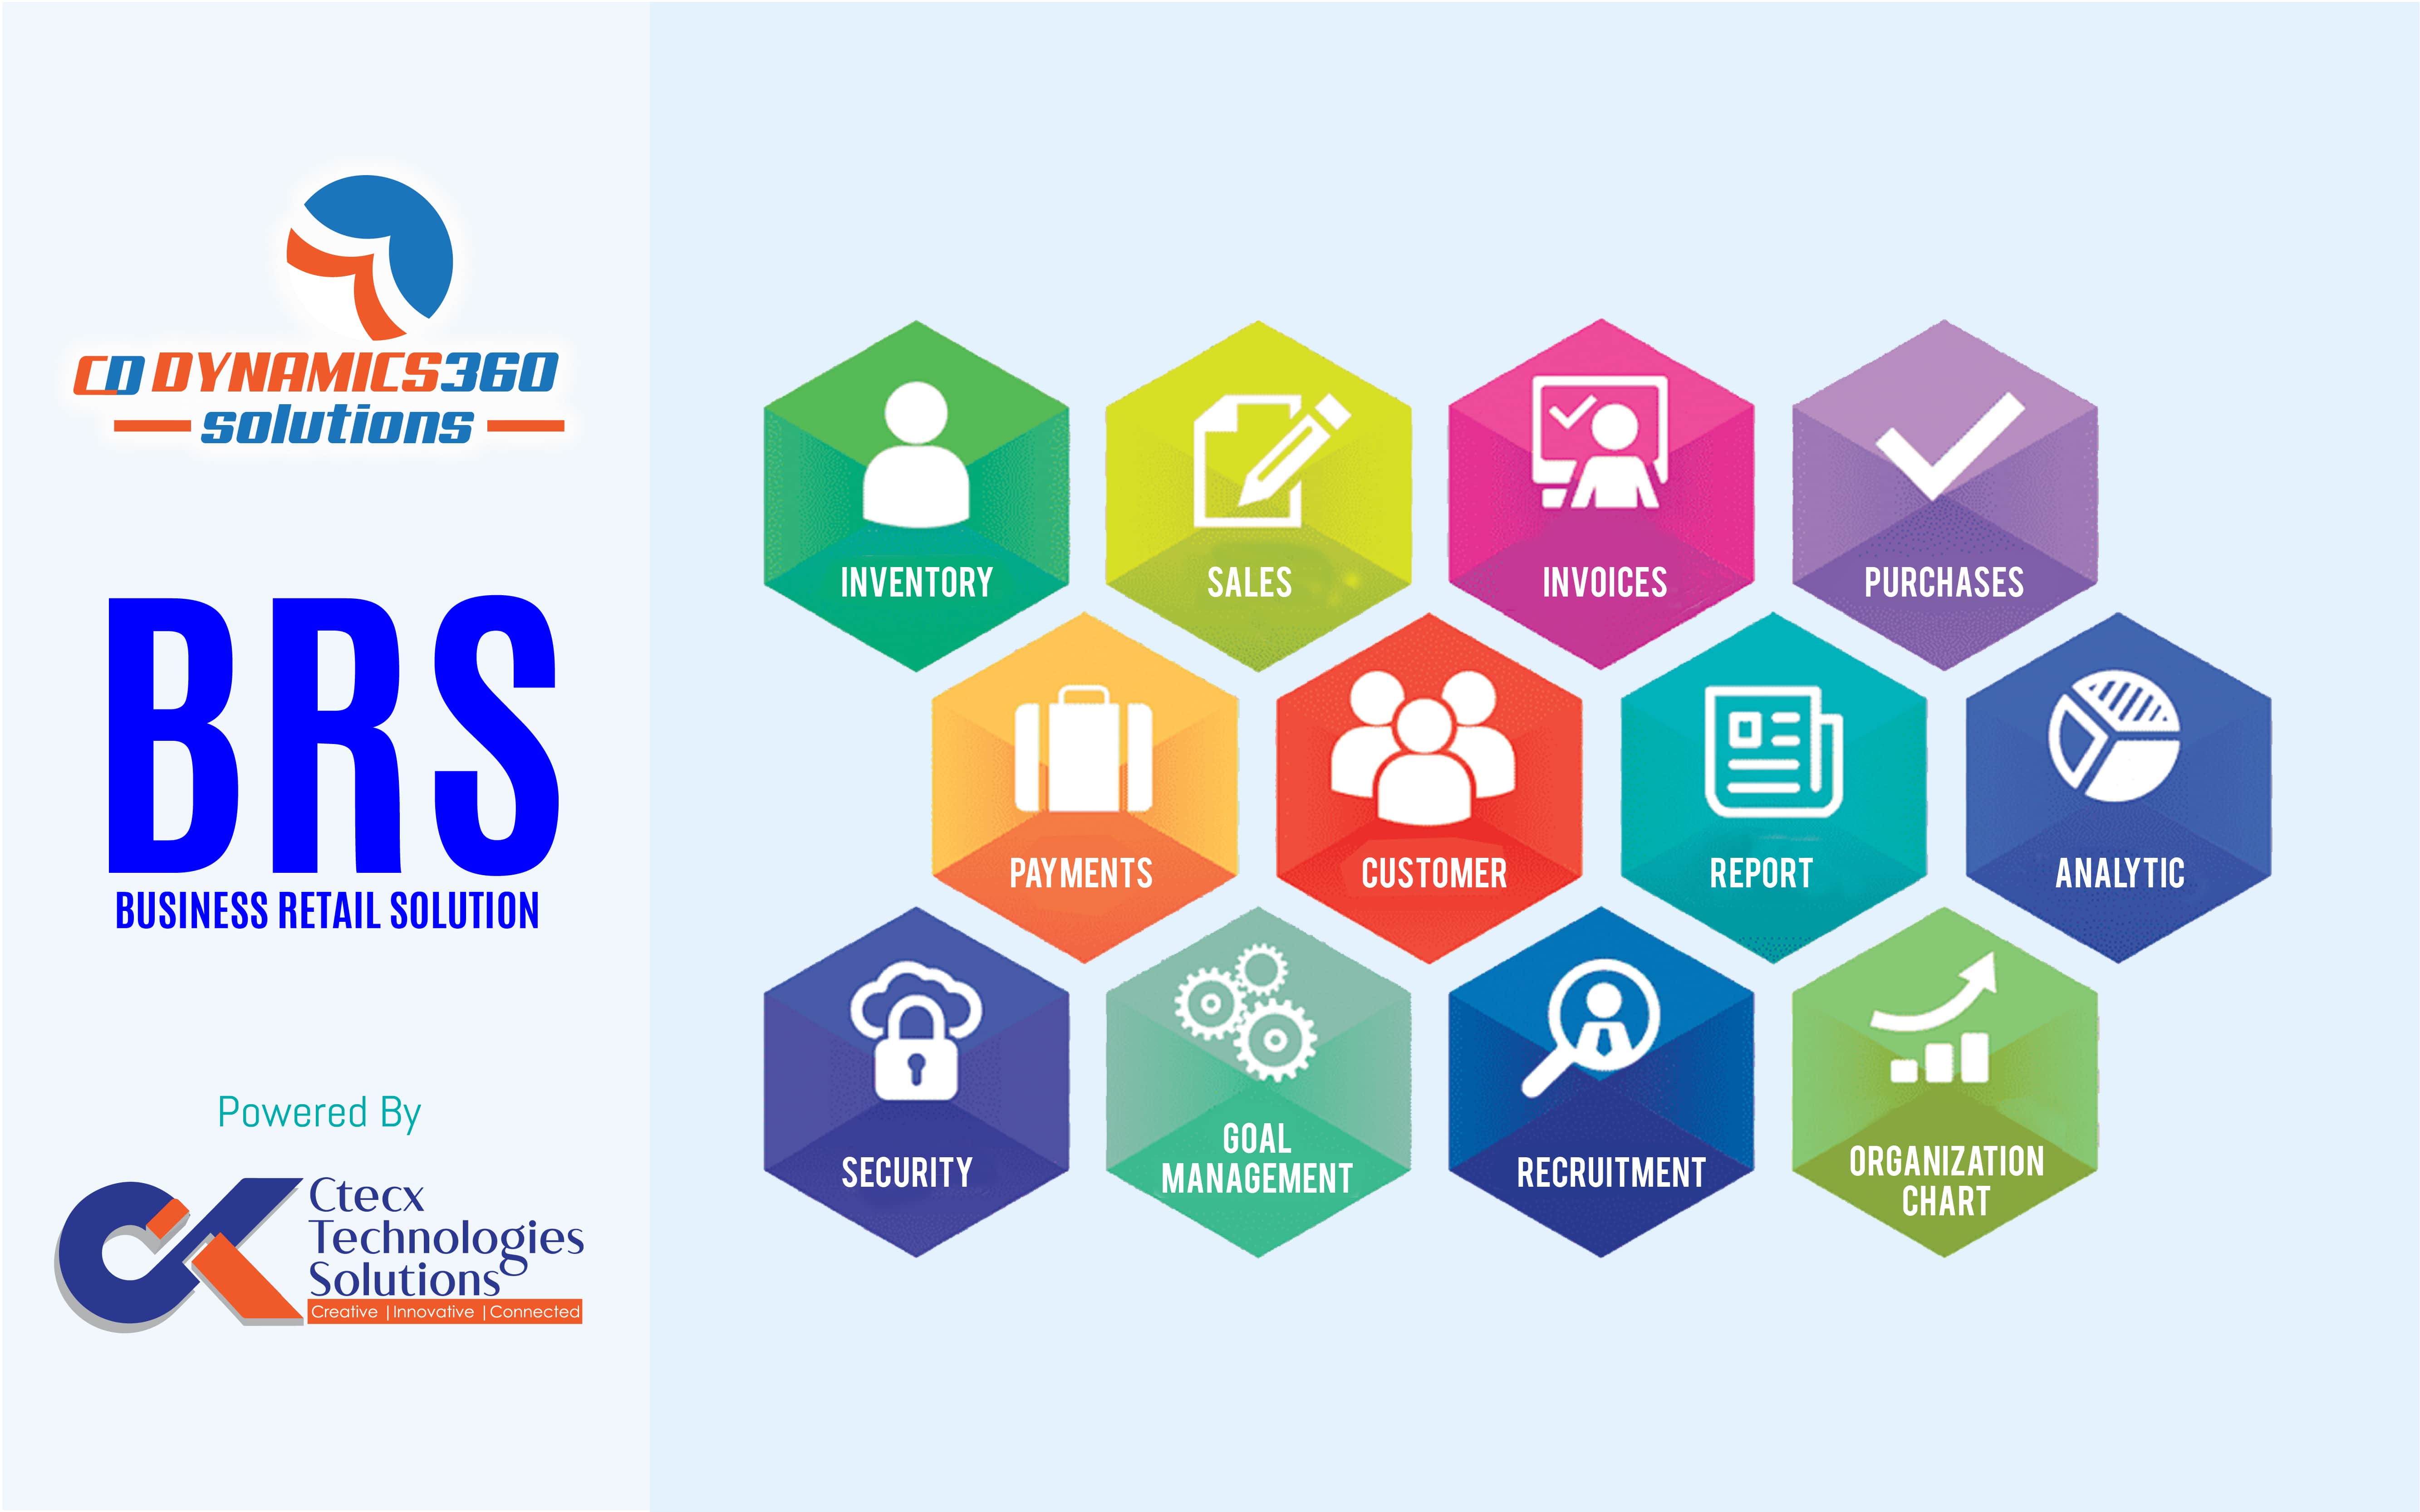 CD DYNAMICS360
solutions
BRS
BUSINESS RETAIL SOLUTION
Powered By
Ctecx
Technologies
Solutions
Creative | Innovative | Connected
INVENTORY
SALES
INVOICES
PURCHASES
PAYMENTS
CUSTOMER
REPORT
ANALYTIC
SECURITY
GOAL
MANAGEMENT
RECRUITMENT
ORGANIZATION
CHART